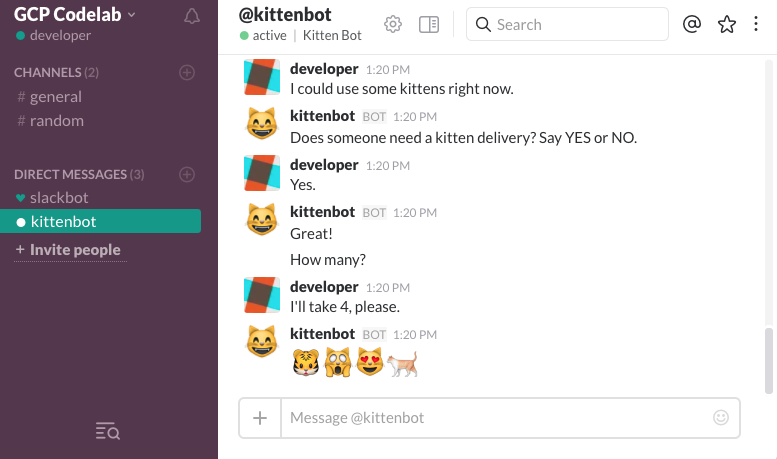 GCP Codelab
developer
CHANNELS (2)
# general
# random
DIRECT MESSAGES (3)
slackbot
kittenbot
+ Invite people
@kittenbot
active | Kitten Bot
Search
developer 1:20 PM
I could use some kittens right now.
kittenbot BOT 1:20 PM
Does someone need a kitten delivery? Say YES or NO.
developer 1:20 PM
Yes.
kittenbot BOT 1:20 PM
Great!
How many?
developer 1:20 PM
I'll take 4, please.
kittenbot BOT 1:20 PM
Message @kittenbot